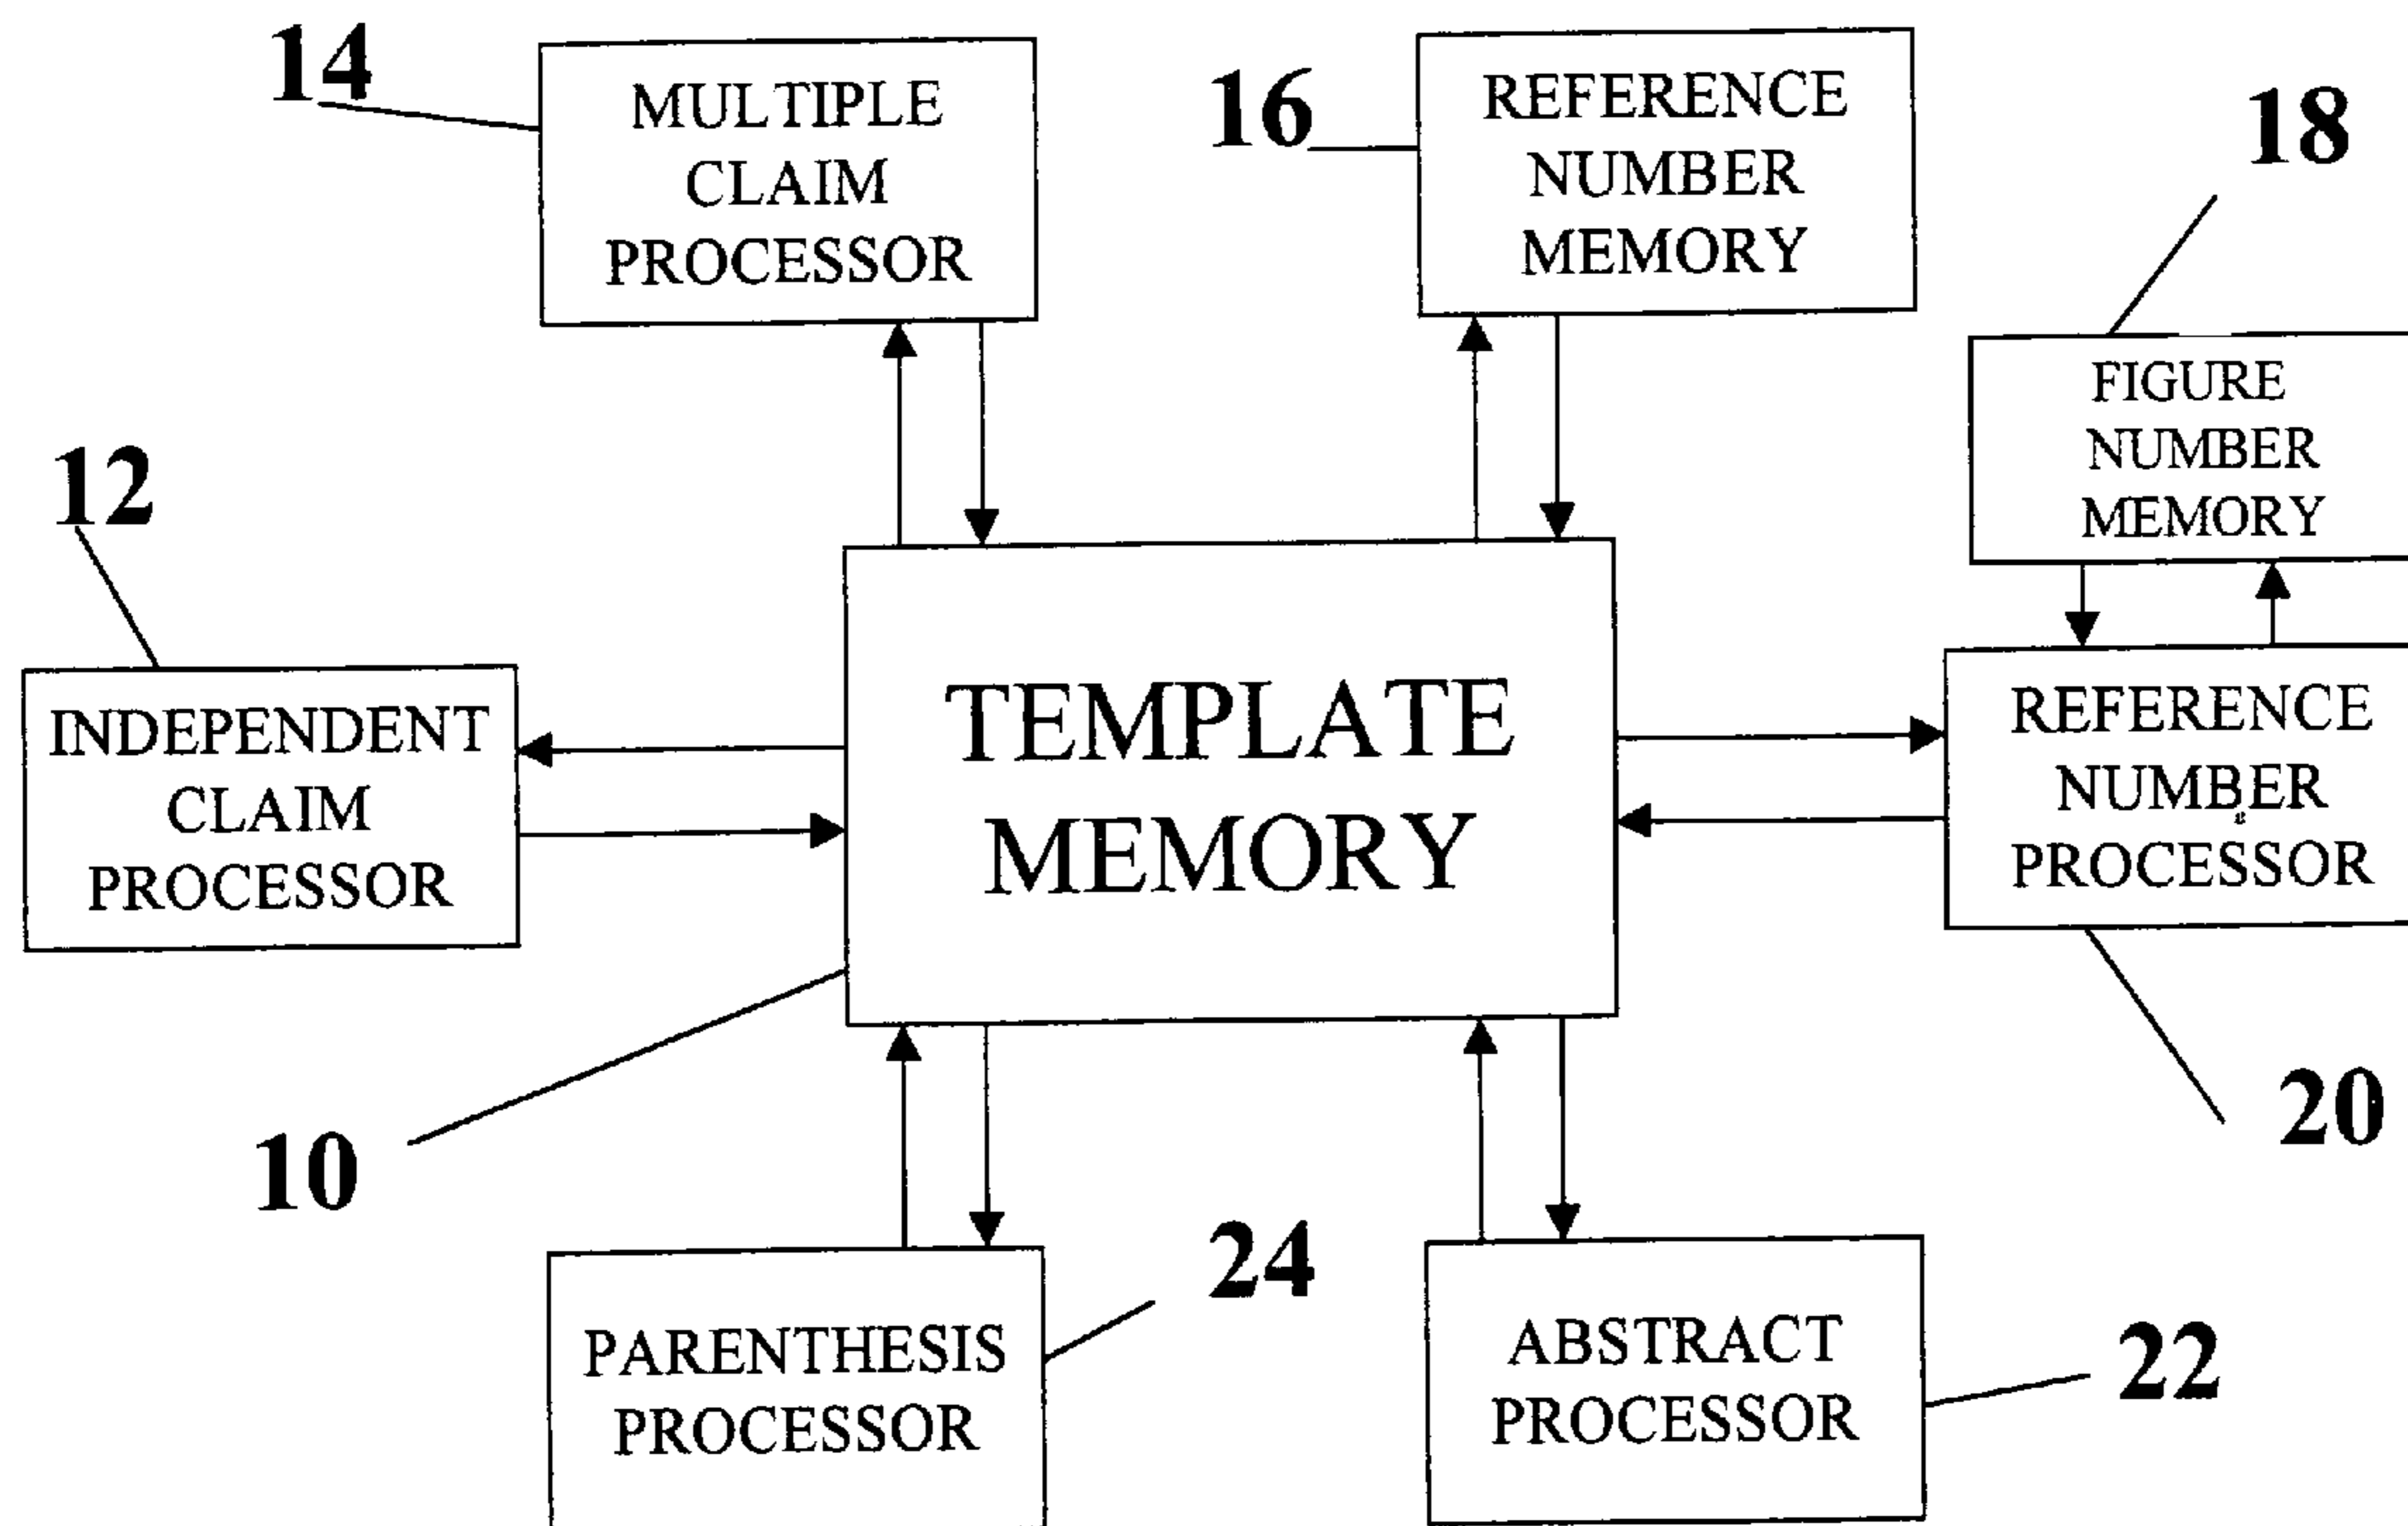 14
MULTIPLE
CLAIM
PROCESSOR
16
REFERENCE
NUMBER
MEMORY
18
FIGURE
NUMBER
MEMORY
12
INDEPENDENT
CLAIM
PROCESSOR
TEMPLATE
MEMORY
REFERENCE
NUMBER
PROCESSOR
10
20
24
PARENTHESIS
PROCESSOR
ABSTRACT
PROCESSOR
22